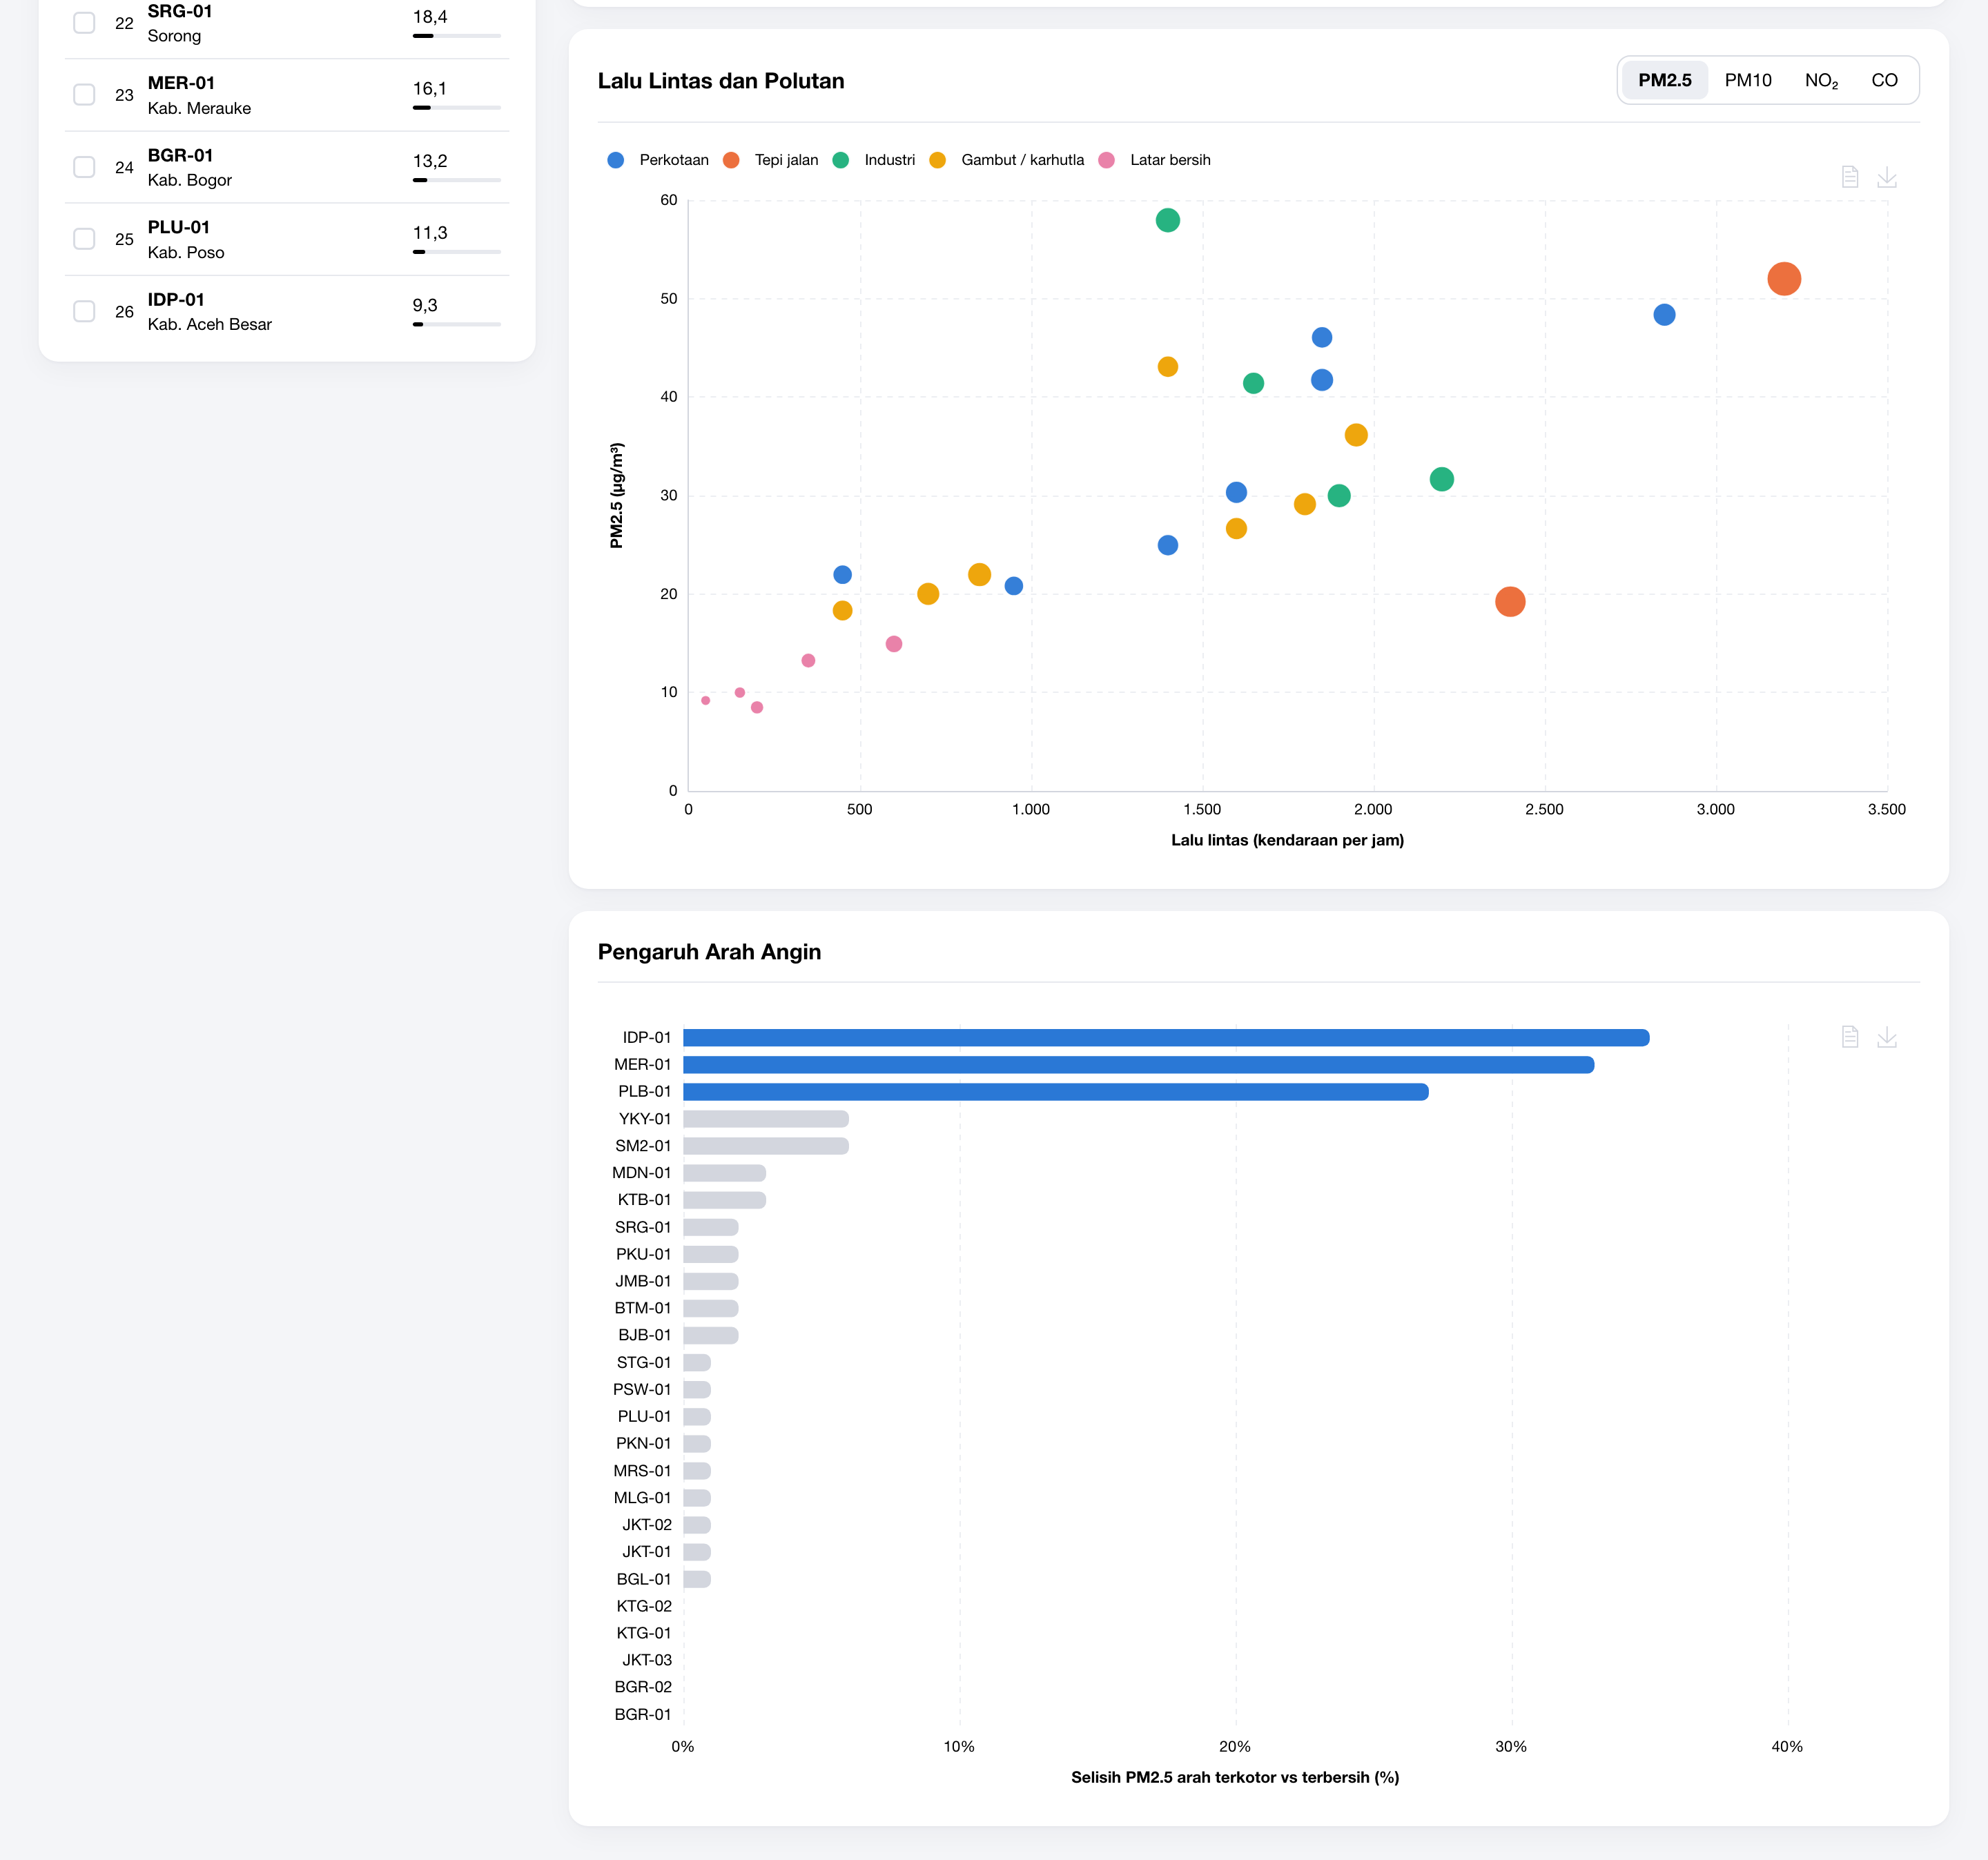 22
SRG-01
Sorong
18,4
23
MER-01
Kab. Merauke
16,1
24
BGR-01
Kab. Bogor
13,2
25
PLU-01
Kab. Poso
11,3
26
IDP-01
Kab. Aceh Besar
9,3
Lalu Lintas dan Polutan
PM2.5 PM10 NO₂ CO
Perkotaan Tepi jalan Industri Gambut / karhutla Latar bersih
60
50
40
30
20
10
0
PM2.5 (µg/m³)
0 500 1.000 1.500 2.000 2.500 3.000 3.500
Lalu lintas (kendaraan per jam)
Pengaruh Arah Angin
IDP-01
MER-01
PLB-01
YKY-01
SM2-01
MDN-01
KTB-01
SRG-01
PKU-01
JMB-01
BTM-01
BJB-01
STG-01
PSW-01
PLU-01
PKN-01
MRS-01
MLG-01
JKT-02
JKT-01
BGL-01
KTG-02
KTG-01
JKT-03
BGR-02
BGR-01
0% 10% 20% 30% 40%
Selisih PM2.5 arah terkotor vs terbersih (%)